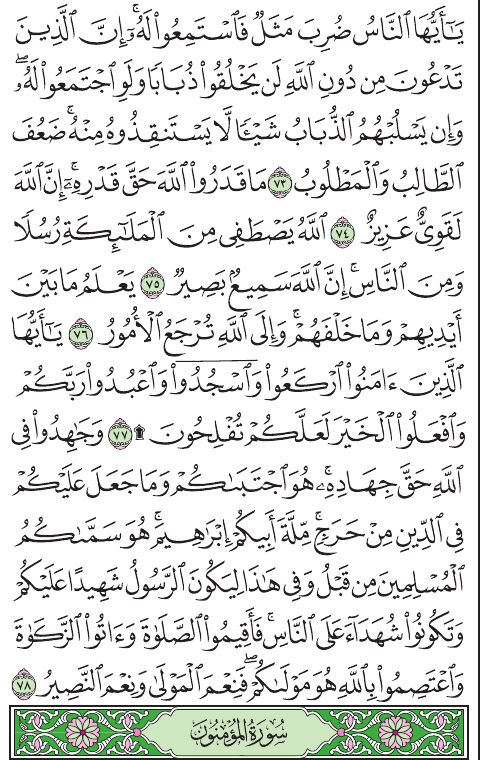 يَـٰٓأَيُّهَا ٱلنَّاسُ ضُرِبَ مَثَلٌ فَٱسْتَمِعُوا۟ لَهُۥٓ ۚ إِنَّ ٱلَّذِينَ
تَدْعُونَ مِن دُونِ ٱللَّهِ لَن يَخْلُقُوا۟ ذُبَابًا وَلَوِ ٱجْتَمَعُوا۟ لَهُۥ ۖ
وَإِن يَسْلُبْهُمُ ٱلذُّبَابُ شَيْـًٔا لَّا يَسْتَنقِذُوهُ مِنْهُ ۚ ضَعُفَ
ٱلطَّالِبُ وَٱلْمَطْلُوبُ ٧٣ مَا قَدَرُوا۟ ٱللَّهَ حَقَّ قَدْرِهِۦٓ ۗ إِنَّ ٱللَّهَ
لَقَوِىٌّ عَزِيزٌ ٧٤ ٱللَّهُ يَصْطَفِى مِنَ ٱلْمَلَـٰٓئِكَةِ رُسُلًا
وَمِنَ ٱلنَّاسِ ۚ إِنَّ ٱللَّهَ سَمِيعٌۢ بَصِيرٌ ٧٥ يَعْلَمُ مَا بَيْنَ
أَيْدِيهِمْ وَمَا خَلْفَهُمْ ۗ وَإِلَى ٱللَّهِ تُرْجَعُ ٱلْأُمُورُ ٧٦ يَـٰٓأَيُّهَا
ٱلَّذِينَ ءَامَنُوا۟ ٱرْكَعُوا۟ وَٱسْجُدُوا۟ وَٱعْبُدُوا۟ رَبَّكُمْ
وَٱفْعَلُوا۟ ٱلْخَيْرَ لَعَلَّكُمْ تُفْلِحُونَ ۩ ٧٧ وَجَـٰهِدُوا۟ فِى
ٱللَّهِ حَقَّ جِهَادِهِۦ ۚ هُوَ ٱجْتَبَىٰكُمْ وَمَا جَعَلَ عَلَيْكُمْ
فِى ٱلدِّينِ مِنْ حَرَجٍ ۚ مِّلَّةَ أَبِيكُمْ إِبْرَٰهِيمَ ۚ هُوَ سَمَّىٰكُمُ
ٱلْمُسْلِمِينَ مِن قَبْلُ وَفِى هَـٰذَا لِيَكُونَ ٱلرَّسُولُ شَهِيدًا عَلَيْكُمْ
وَتَكُونُوا۟ شُهَدَآءَ عَلَى ٱلنَّاسِ ۚ فَأَقِيمُوا۟ ٱلصَّلَوٰةَ وَءَاتُوا۟ ٱلزَّكَوٰةَ
وَٱعْتَصِمُوا۟ بِٱللَّهِ هُوَ مَوْلَىٰكُمْ ۖ فَنِعْمَ ٱلْمَوْلَىٰ وَنِعْمَ ٱلنَّصِيرُ ٧٨
سُورَةُ المُؤْمِنُونَ